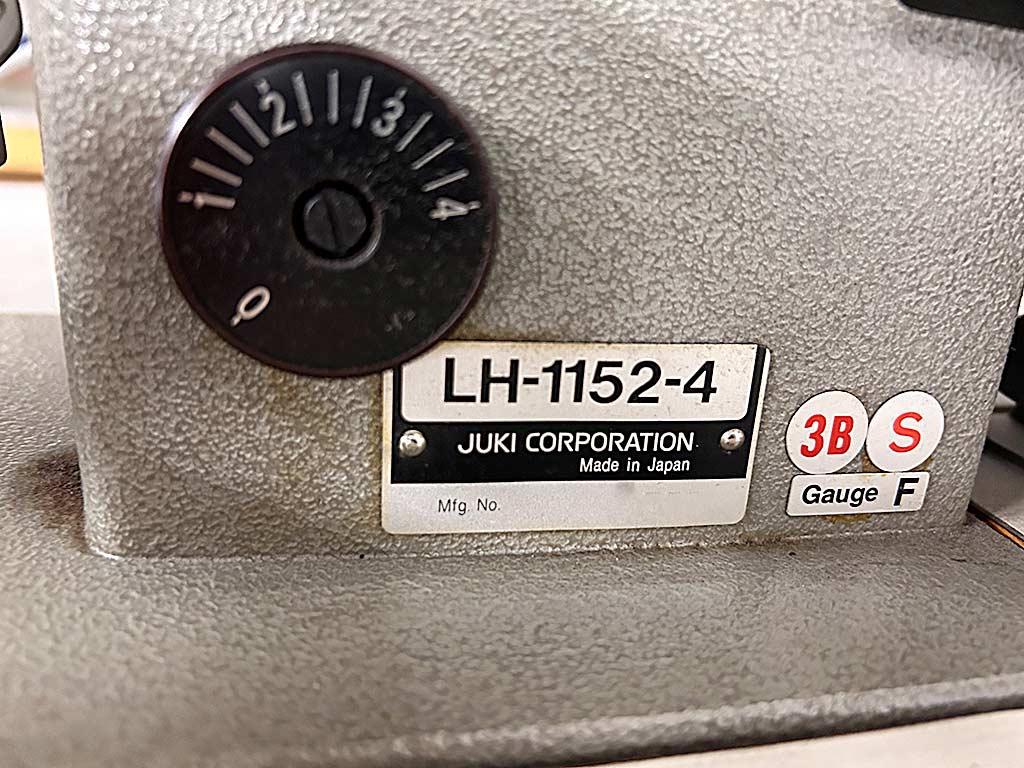 1 2 3 4
0
LH-1152-4
JUKI CORPORATION
Made in Japan
Mfg. No.
3B S
Gauge F